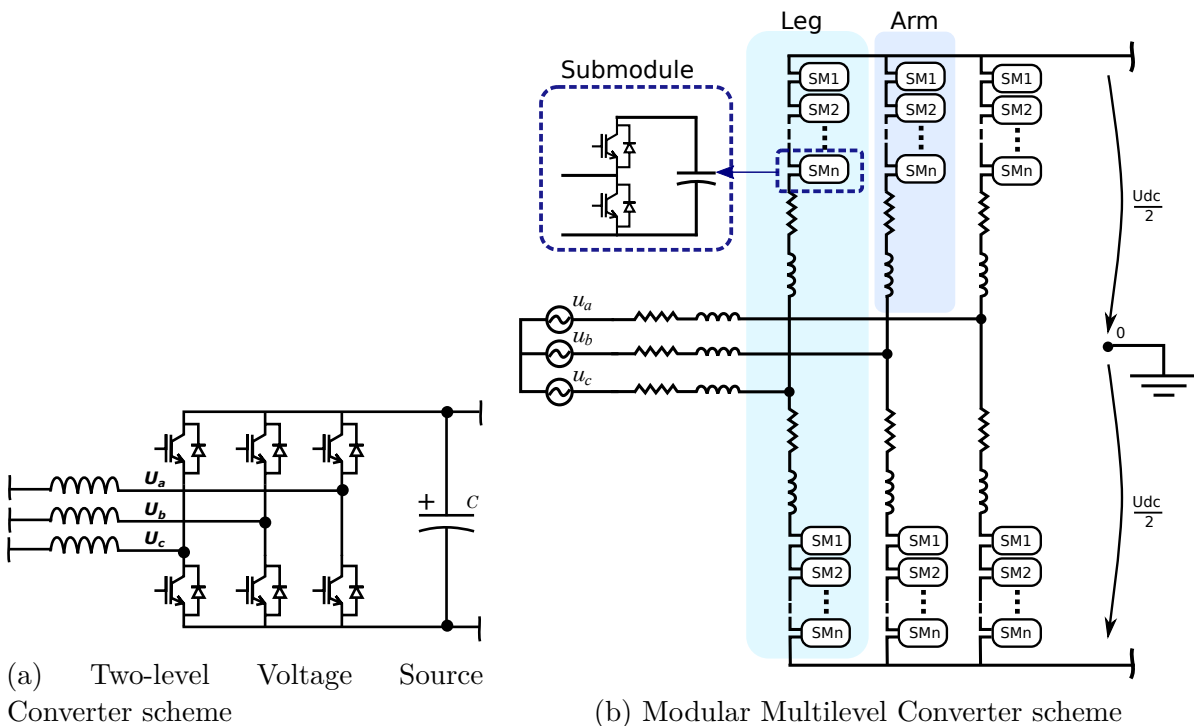 Leg
Arm
Submodule
SM1
SM1
SM1
SM2
SM2
SM2
SMn
SMn
SMn
Udc
2
u_a
u_b
u_c
0
U_a
U_b
U_c
+
C
Udc
2
SM1
SM1
SM1
SM2
SM2
SM2
SMn
SMn
SMn
(a) Two-level Voltage Source
Converter scheme
(b) Modular Multilevel Converter scheme